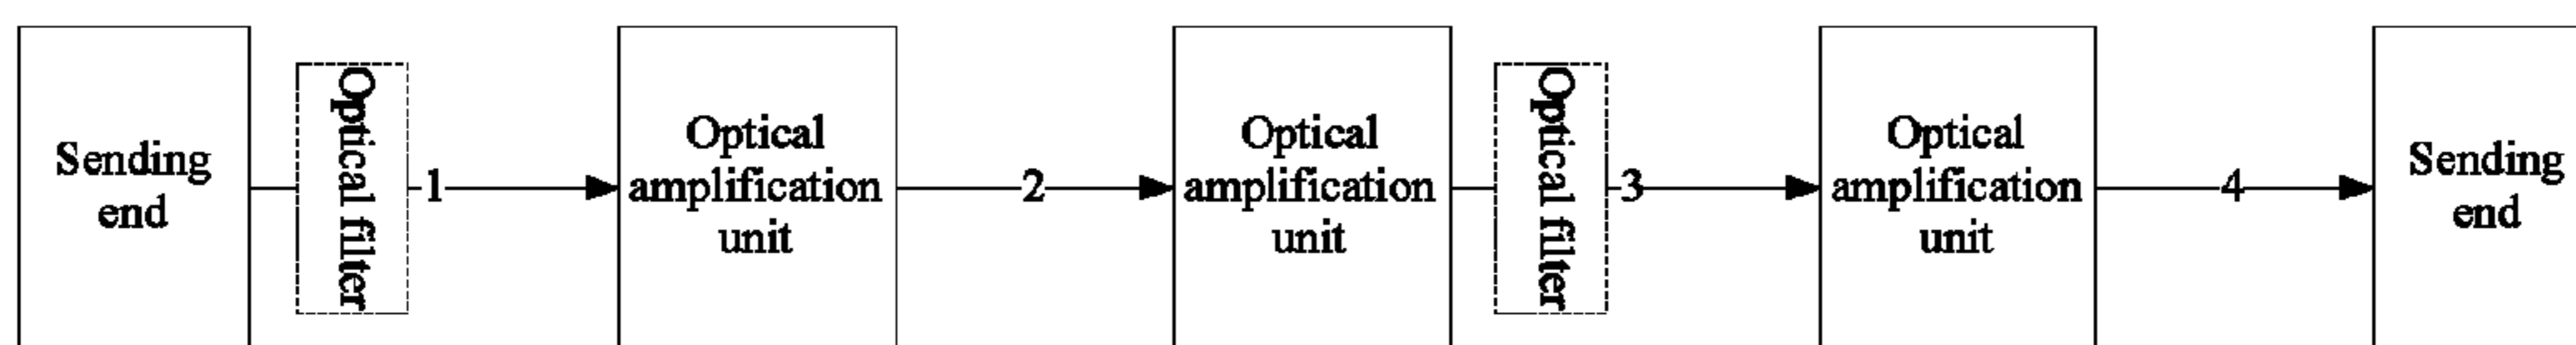 Sending
end
Optical filter
1
Optical
amplification
unit
2
Optical
amplification
unit
Optical filter
3
Optical
amplification
unit
4
Sending
end